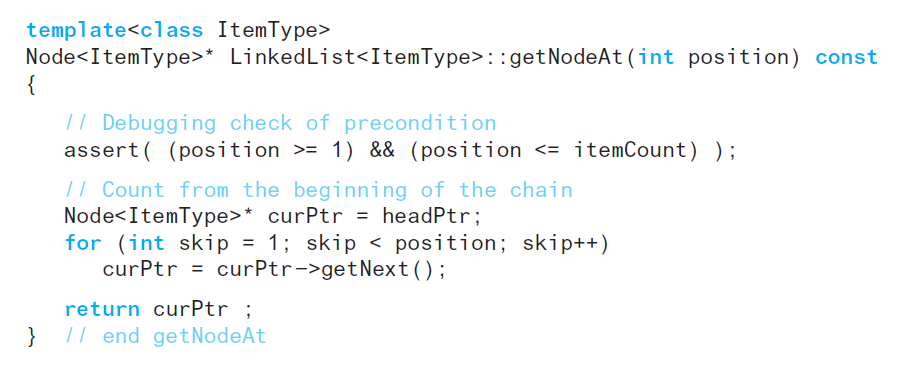 template<class ItemType>
Node<ItemType>* LinkedList<ItemType>::getNodeAt(int position) const
{
// Debugging check of precondition
assert( (position >= 1) && (position <= itemCount) );
// Count from the beginning of the chain
Node<ItemType>* curPtr = headPtr;
for (int skip = 1; skip < position; skip++)
curPtr = curPtr->getNext();
return curPtr ;
} // end getNodeAt